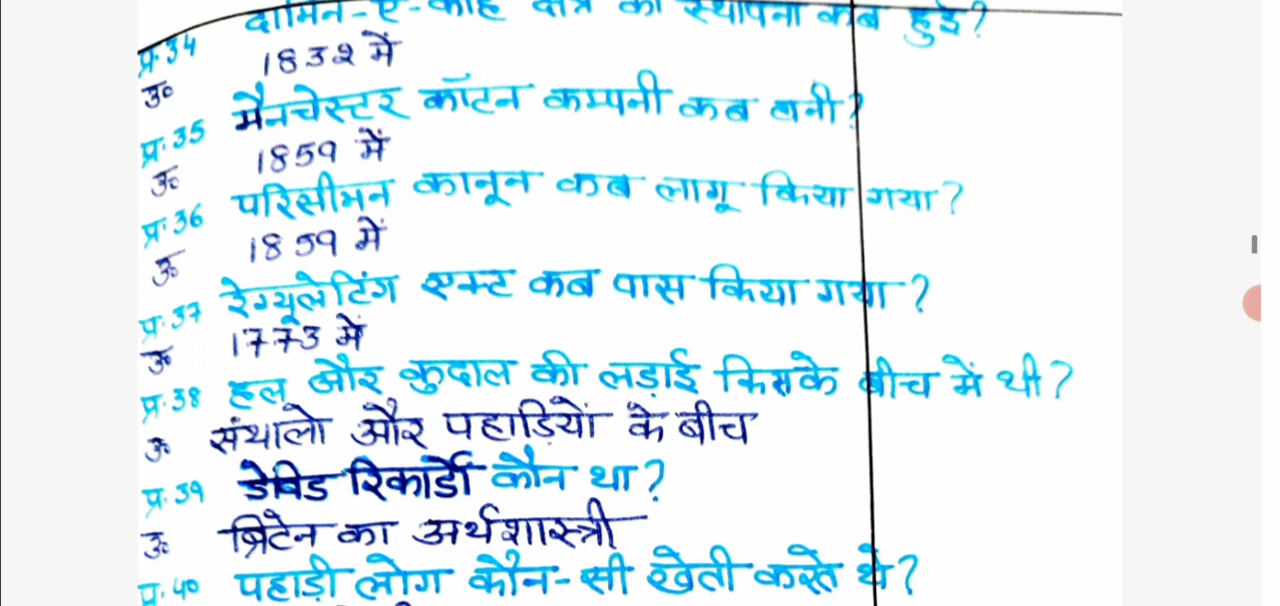 प्र.34 दामिन-ए-कोह क्षेत्र की स्थापना कब हुई?
उ० 1832 में
प्र.35 मैनचेस्टर कॉटन कम्पनी कब बनी?
उ० 1859 में
प्र.36 परिसीमन कानून कब लागू किया गया?
उ० 1859 में
प्र.37 रेग्यूलेटिंग एक्ट कब पास किया गया?
उ० 1773 में
प्र.38 हल और कुदाल की लड़ाई किसके बीच में थी?
उ० संथालो और पहाडियों के बीच
प्र.39 डेविड रिकार्डो कौन था?
उ० ब्रिटेन का अर्थशास्त्री
प्र.40 पहाड़ी लोग कौन-सी खेती करते थे?